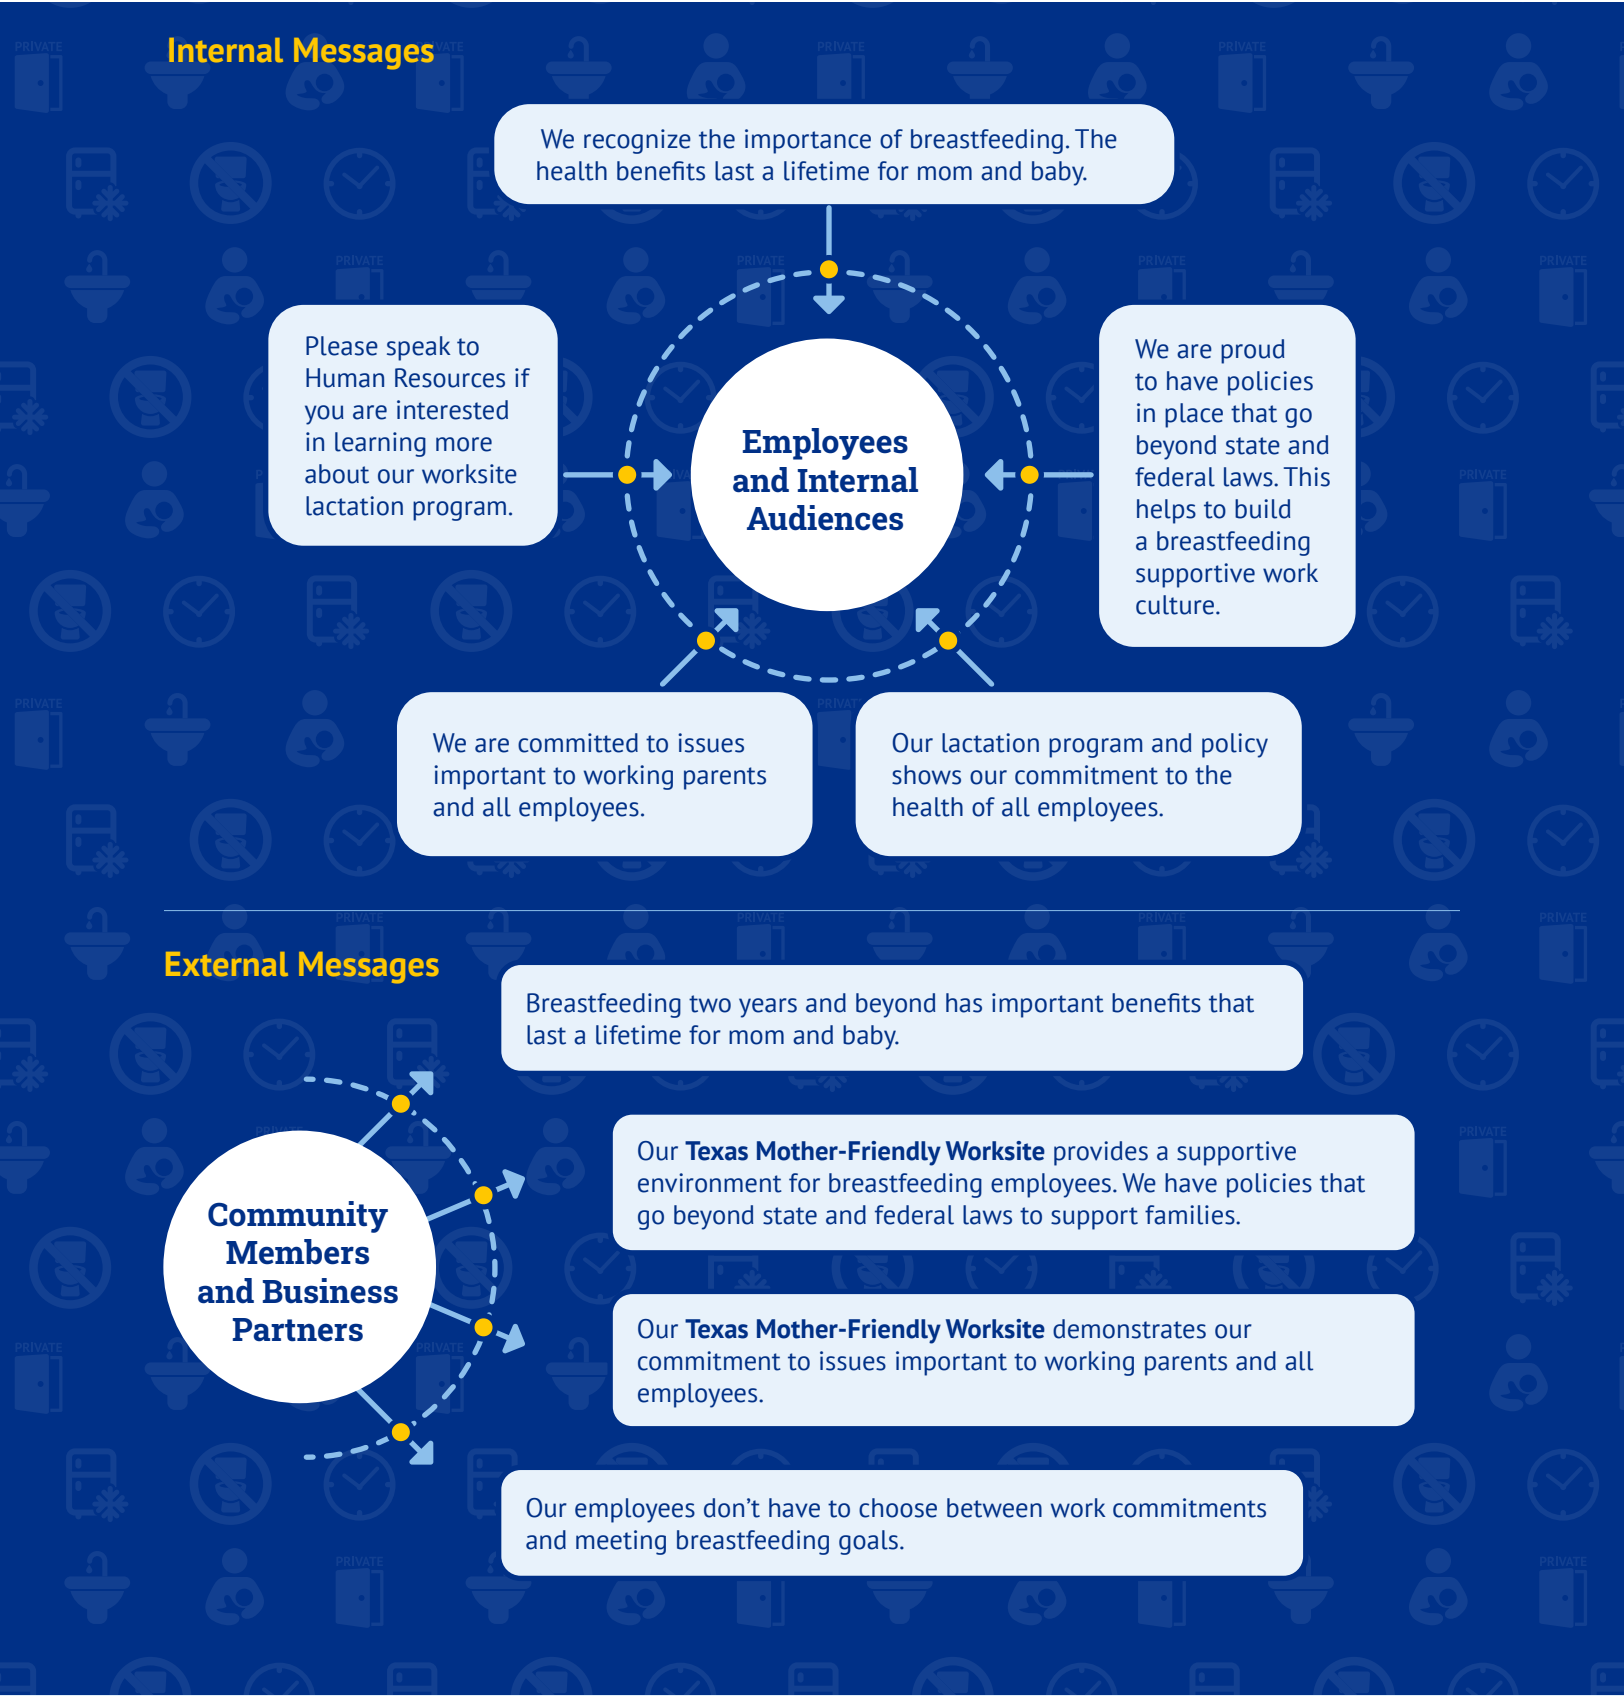 Internal Messages
We recognize the importance of breastfeeding. The
health benefits last a lifetime for mom and baby.
Please speak to
Human Resources if
you are interested
in learning more
about our worksite
lactation program.
Employees
and Internal
Audiences
We are proud
to have policies
in place that go
beyond state and
federal laws. This
helps to build
a breastfeeding
supportive work
culture.
We are committed to issues
important to working parents
and all employees.
Our lactation program and policy
shows our commitment to the
health of all employees.
External Messages
Breastfeeding two years and beyond has important benefits that
last a lifetime for mom and baby.
Community
Members
and Business
Partners
Our Texas Mother-Friendly Worksite provides a supportive
environment for breastfeeding employees. We have policies that
go beyond state and federal laws to support families.
Our Texas Mother-Friendly Worksite demonstrates our
commitment to issues important to working parents and all
employees.
Our employees don’t have to choose between work commitments
and meeting breastfeeding goals.